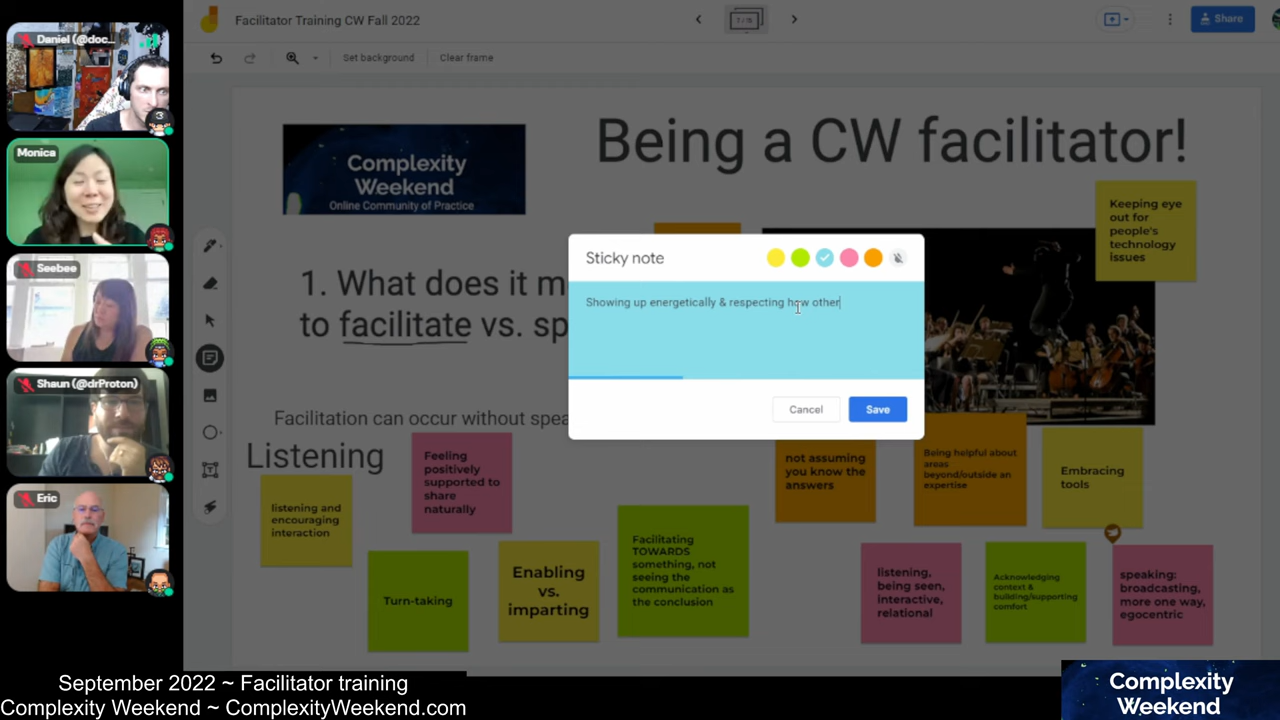 Daniel (@doc...
Monica
Seebee
Shaun (@drProton)
Eric
Facilitator Training CW Fall 2022
7 / 15
Share
Set background
Clear frame
Complexity
Weekend
Online Community of Practice
Being a CW facilitator!
Keeping eye
out for
people's
technology
issues
1. What does it m
to facilitate vs. sp
Sticky note
Showing up energetically & respecting how other
Cancel
Save
Facilitation can occur without spea
Listening
Feeling
positively
supported to
share
naturally
listening and
encouraging
interaction
Turn-taking
Enabling
vs.
imparting
Facilitating
TOWARDS
something, not
seeing the
communication as
the conclusion
not assuming
you know the
answers
Being helpful about
areas
beyond/outside an
expertise
Embracing
tools
listening,
being seen,
interactive,
relational
Acknowledging
context &
building/supporting
comfort
speaking:
broadcasting,
more one way,
egocentric
September 2022 ~ Facilitator training
Complexity Weekend ~ ComplexityWeekend.com
Complexity
Weekend